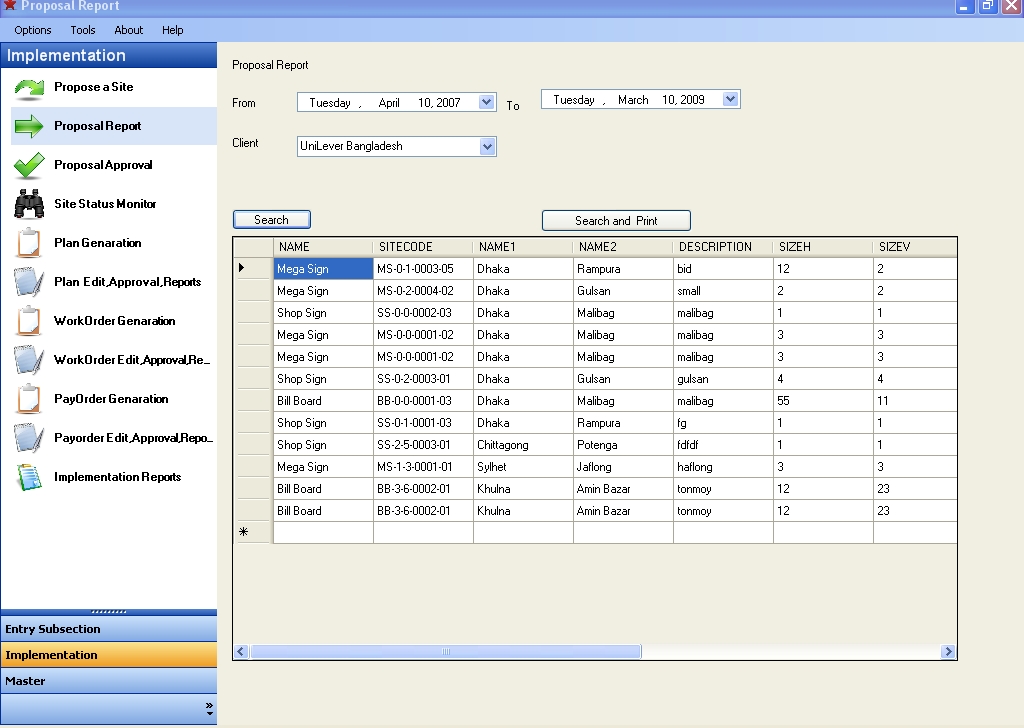 Proposal Report
Options Tools About Help
Implementation
Propose a Site
Proposal Report
Proposal Approval
Site Status Monitor
Plan Genaration
Plan Edit,Approval,Reports
WorkOrder Genaration
WorkOrder Edit,Approval,Re...
PayOrder Genaration
Payorder Edit,Approval,Repo...
Implementation Reports
Entry Subsection
Implementation
Master
Proposal Report
From Tuesday , April 10, 2007 To Tuesday , March 10, 2009
Client UniLever Bangladesh
Search Search and Print
NAME SITECODE NAME1 NAME2 DESCRIPTION SIZEH SIZEV
Mega Sign MS-0-1-0003-05 Dhaka Rampura bid 12 2
Mega Sign MS-0-2-0004-02 Dhaka Gulsan small 2 2
Shop Sign SS-0-0-0002-03 Dhaka Malibag malibag 1 1
Mega Sign MS-0-0-0001-02 Dhaka Malibag malibag 3 3
Mega Sign MS-0-0-0001-02 Dhaka Malibag malibag 3 3
Shop Sign SS-0-2-0003-01 Dhaka Gulsan gulsan 4 4
Bill Board BB-0-0-0001-03 Dhaka Malibag malibag 55 11
Shop Sign SS-0-1-0001-03 Dhaka Rampura fg 1 1
Shop Sign SS-2-5-0003-01 Chittagong Potenga fdfdf 1 1
Mega Sign MS-1-3-0001-01 Sylhet Jaflong haflong 3 3
Bill Board BB-3-6-0002-01 Khulna Amin Bazar tonmoy 12 23
Bill Board BB-3-6-0002-01 Khulna Amin Bazar tonmoy 12 23